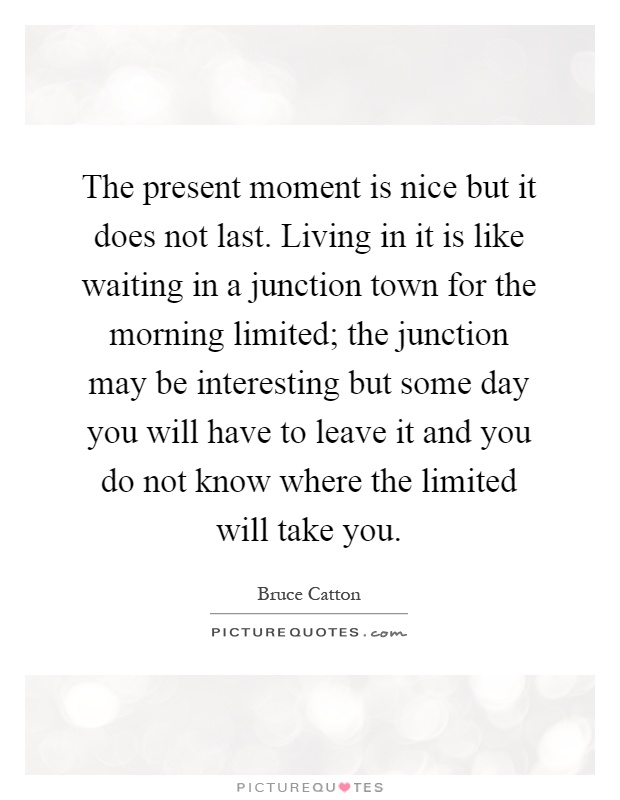 The present moment is nice but it
does not last. Living in it is like
waiting in a junction town for the
morning limited; the junction
may be interesting but some day
you will have to leave it and you
do not know where the limited
will take you.
Bruce Catton
PICTUREQUOTES.com
PICTUREQU♥TES